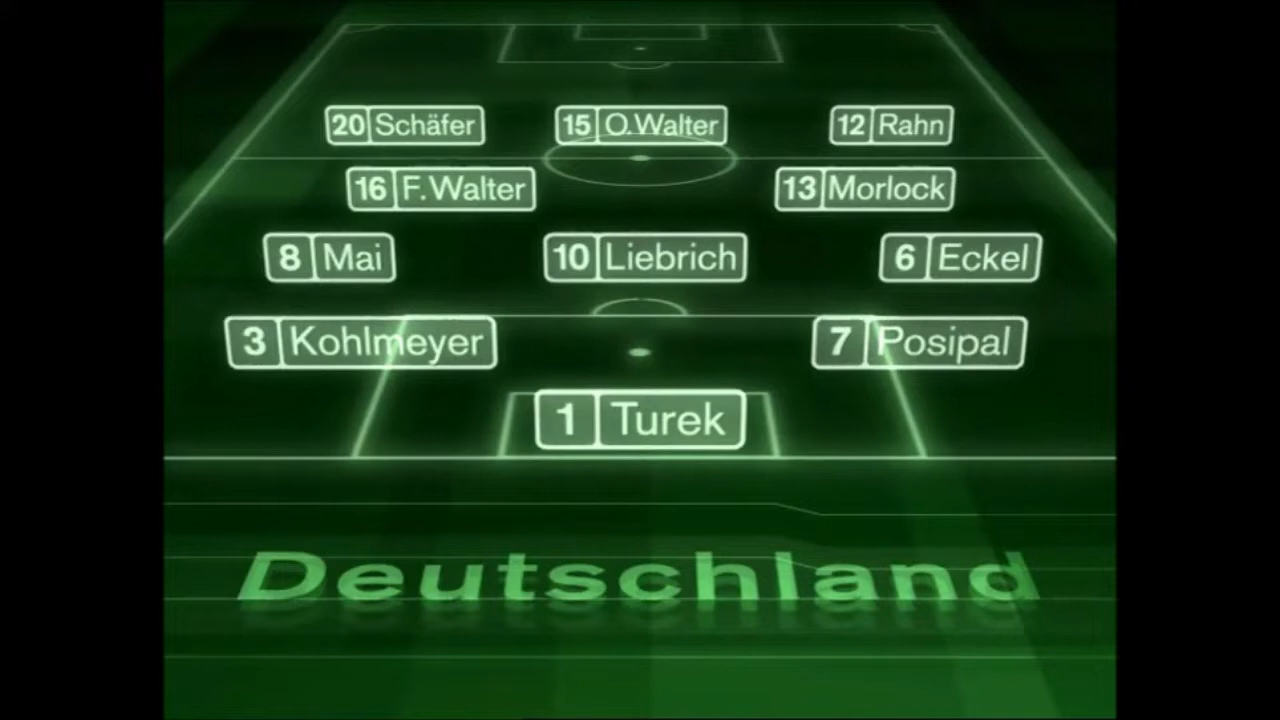 20 Schäfer
15 O.Walter
12 Rahn
16 F.Walter
13 Morlock
8 Mai
10 Liebrich
6 Eckel
3 Kohlmeyer
7 Posipal
1 Turek
Deutschland